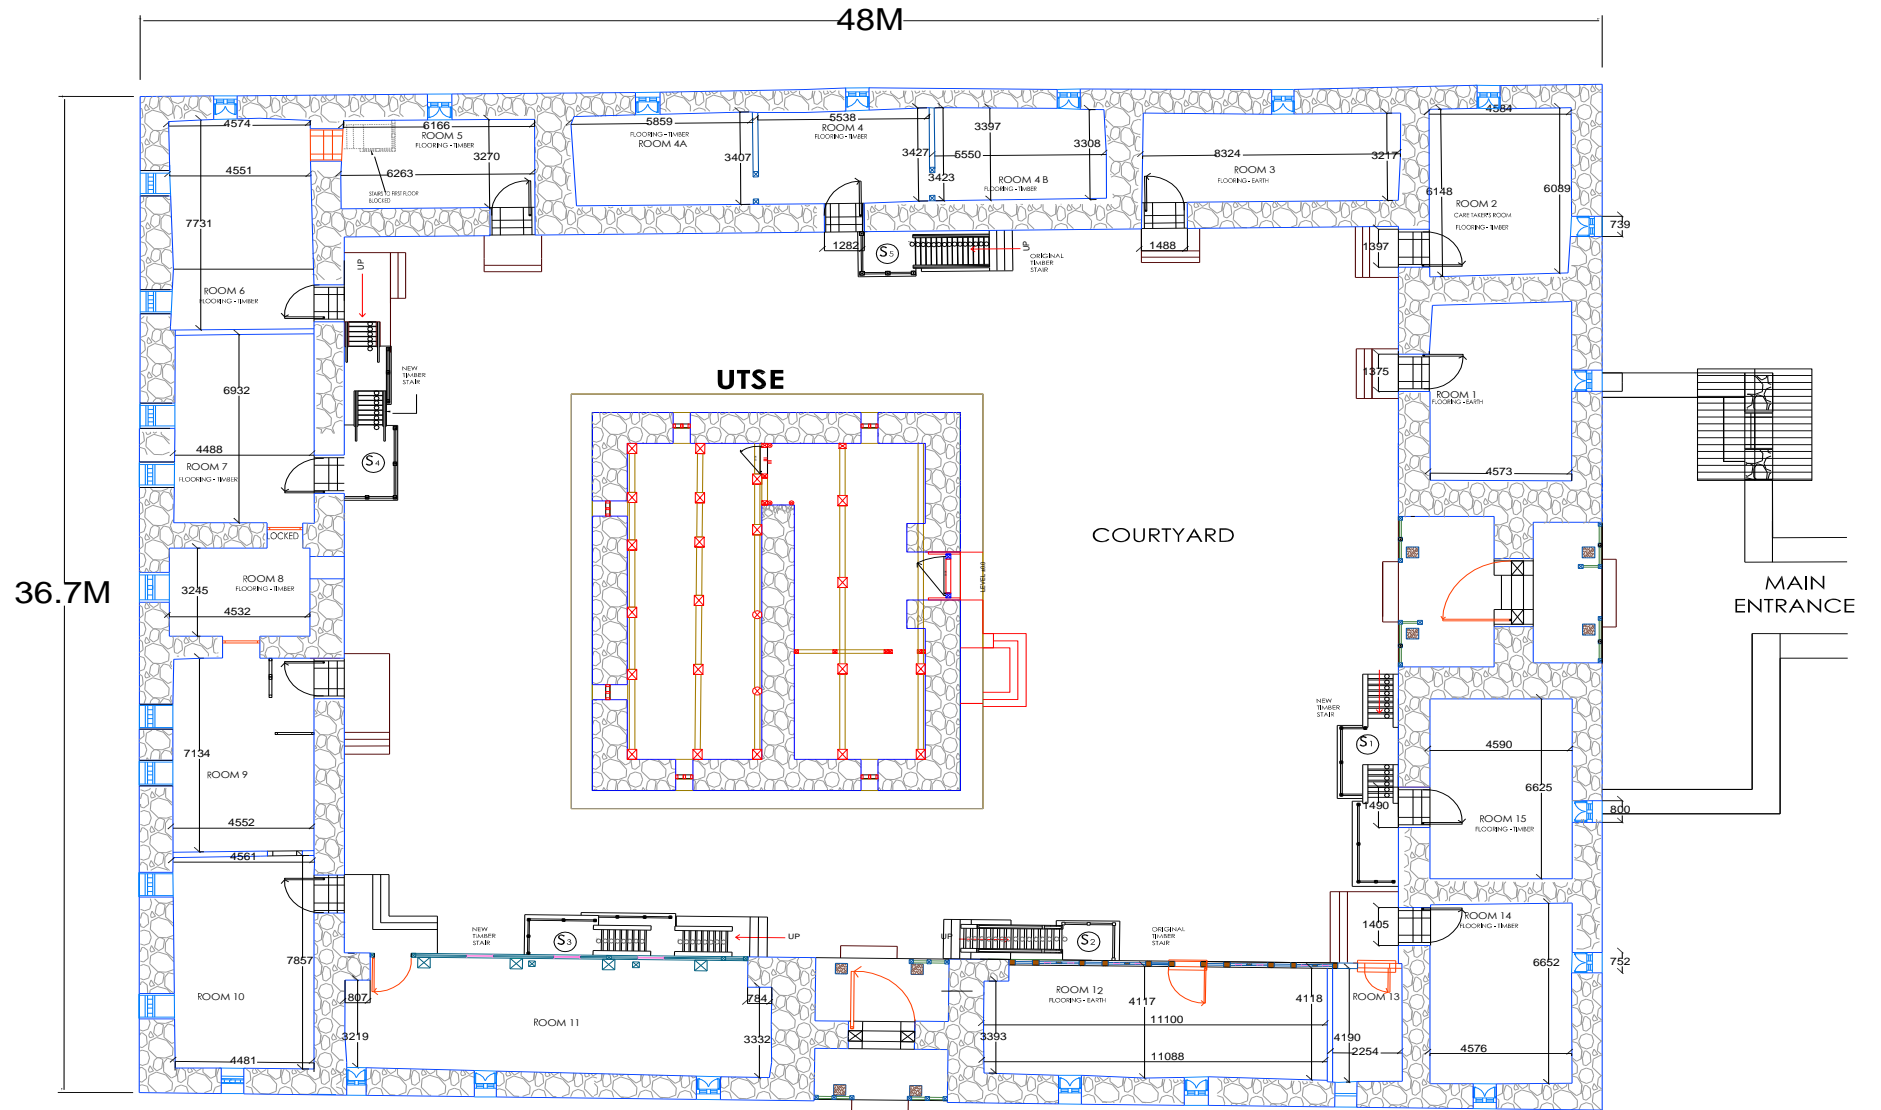 48M
36.7M
4574
4551
7731
ROOM 6
FLOORING - TIMBER
6166
ROOM 5
FLOORING - TIMBER
3270
6263
STAIRS TO FIRST FLOOR
BLOCKED
5859
FLOORING - TIMBER
ROOM 4A
3407
5538
ROOM 4
FLOORING - TIMBER
3427
3397
5550
3308
3423
ROOM 4 B
FLOORING - TIMBER
8324
3217
ROOM 3
FLOORING - EARTH
4584
6148
6089
ROOM 2
CARE TAKER'S ROOM
FLOORING - TIMBER
739
1282
S5
UP
ORIGINAL
TIMBER
STAIR
1488
1397
UP
NEW
TIMBER
STAIR
S4
6932
4488
ROOM 7
FLOORING - TIMBER
UTSE
1375
ROOM 1
FLOORING - EARTH
4573
COURTYARD
LOCKED
ROOM 8
FLOORING - TIMBER
3245
4532
MAIN
ENTRANCE
7134
ROOM 9
4552
NEW
TIMBER
STAIR
S1
1490
4590
6625
ROOM 15
FLOORING - TIMBER
800
4561
7857
ROOM 10
4481
NEW
TIMBER
STAIR
S3
UP
UP
S2
ORIGINAL
TIMBER
STAIR
1405
ROOM 14
FLOORING - TIMBER
6652
4576
752
807
3219
ROOM 11
784
3332
ROOM 12
FLOORING - EARTH
4117
4118
11100
3393
11088
ROOM 13
4190
2254